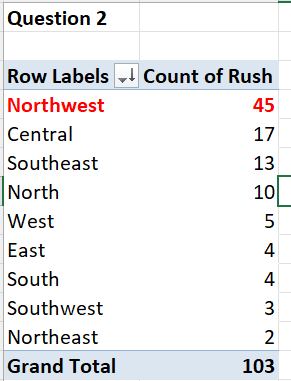 Question 2
Row Labels Count of Rush
Northwest 45
Central 17
Southeast 13
North 10
West 5
East 4
South 4
Southwest 3
Northeast 2
Grand Total 103